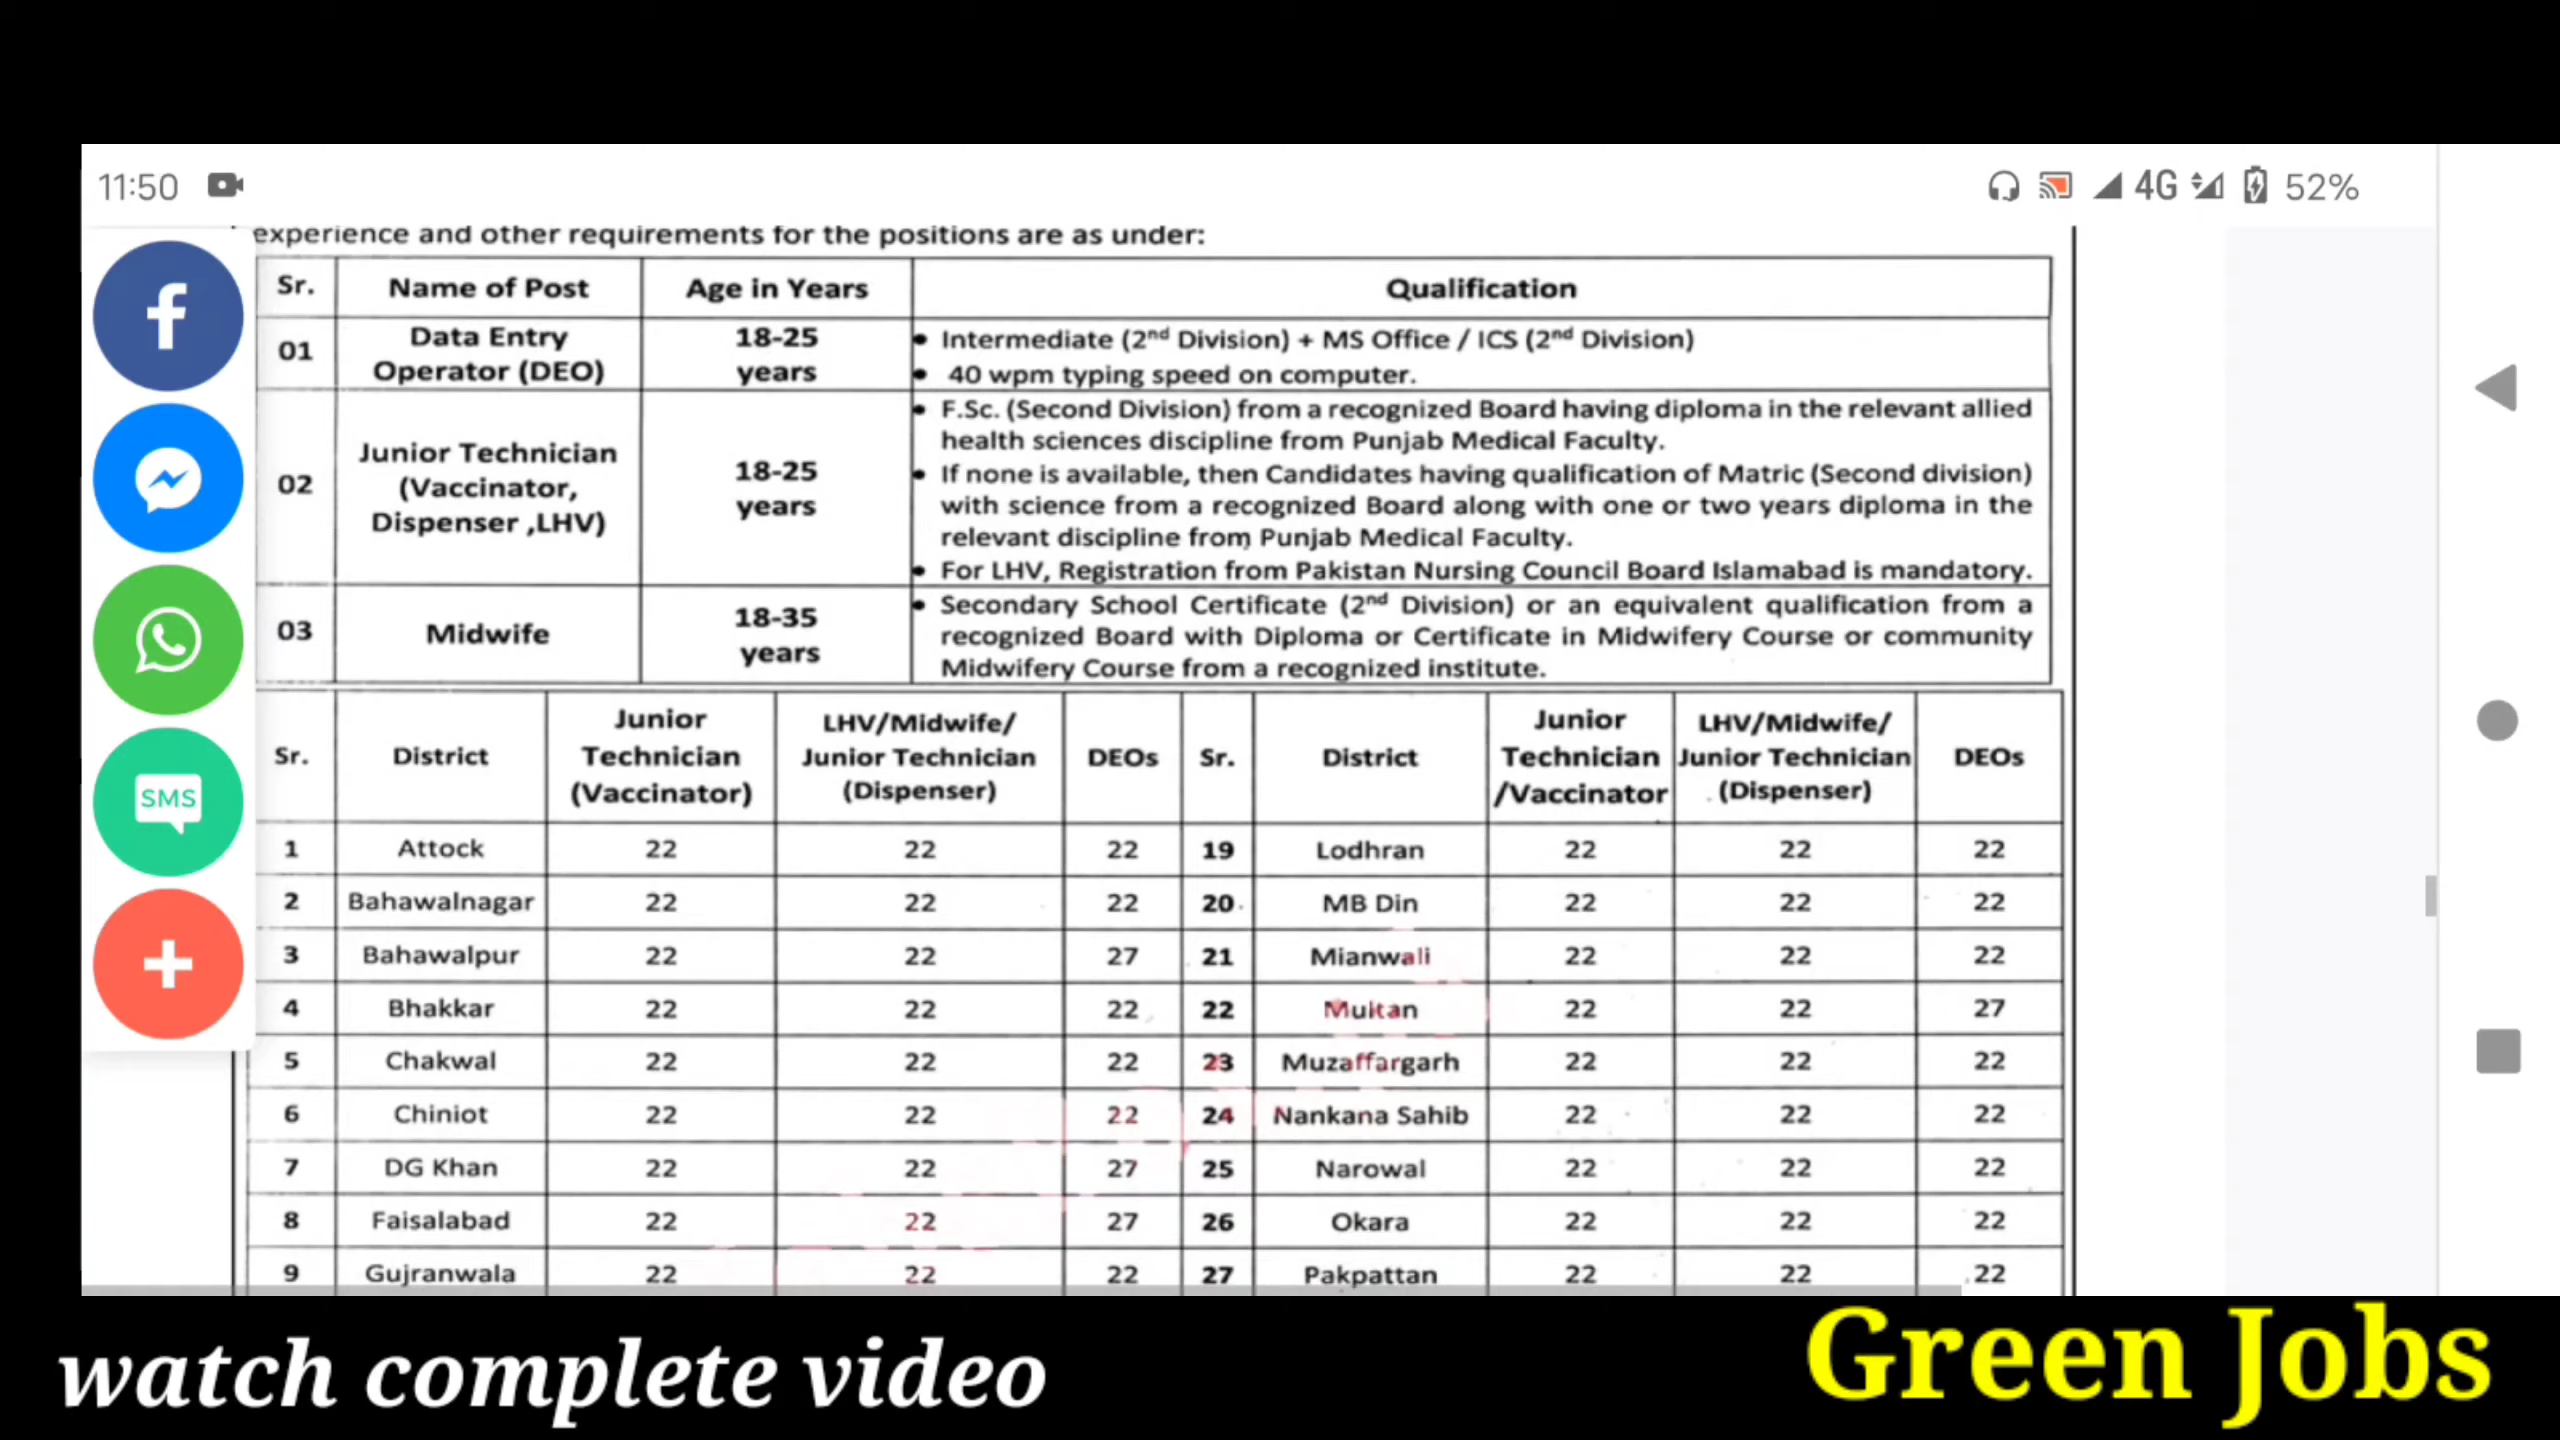 11:50 4G 52%
experience and other requirements for the positions are as under:
Sr. Name of Post Age in Years Qualification
01 Data Entry Operator (DEO) 18-25 years • Intermediate (2nd Division) + MS Office / ICS (2nd Division)
• 40 wpm typing speed on computer.
02 Junior Technician (Vaccinator, Dispenser ,LHV) 18-25 years • F.Sc. (Second Division) from a recognized Board having diploma in the relevant allied
health sciences discipline from Punjab Medical Faculty.
• If none is available, then Candidates having qualification of Matric (Second division)
with science from a recognized Board along with one or two years diploma in the
relevant discipline from Punjab Medical Faculty.
• For LHV, Registration from Pakistan Nursing Council Board Islamabad is mandatory.
03 Midwife 18-35 years • Secondary School Certificate (2nd Division) or an equivalent qualification from a
recognized Board with Diploma or Certificate in Midwifery Course or community
Midwifery Course from a recognized institute.
Sr. District Junior Technician (Vaccinator) LHV/Midwife/ Junior Technician (Dispenser) DEOs Sr. District Junior Technician /Vaccinator LHV/Midwife/ Junior Technician (Dispenser) DEOs
1 Attock 22 22 22 19 Lodhran 22 22 22
2 Bahawalnagar 22 22 22 20 MB Din 22 22 22
3 Bahawalpur 22 22 27 21 Mianwali 22 22 22
4 Bhakkar 22 22 22 22 Multan 22 22 27
5 Chakwal 22 22 22 23 Muzaffargarh 22 22 22
6 Chiniot 22 22 22 24 Nankana Sahib 22 22 22
7 DG Khan 22 22 27 25 Narowal 22 22 22
8 Faisalabad 22 22 27 26 Okara 22 22 22
9 Gujranwala 22 22 22 27 Pakpattan 22 22 22
f
SMS
watch complete video
Green Jobs